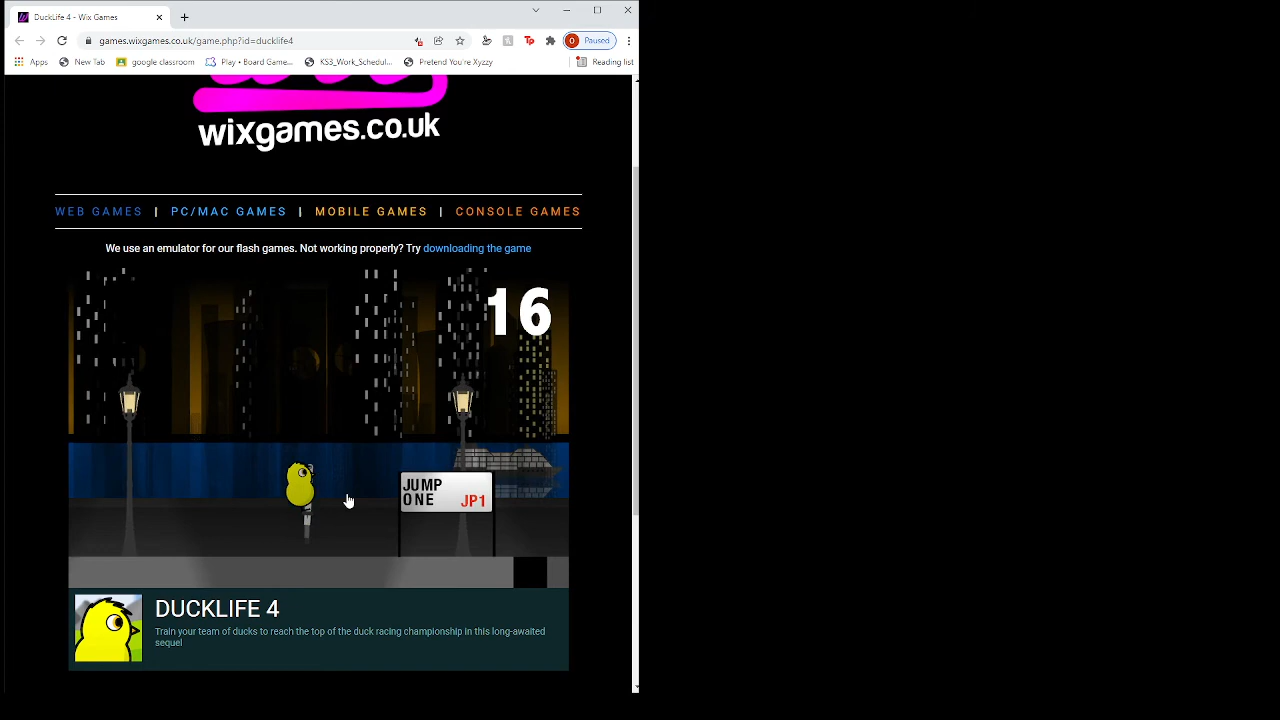 DuckLife 4 - Wix Games
games.wixgames.co.uk/game.php?id=ducklife4
Paused
Apps
New Tab
google classroom
Play • Board Game...
KS3_Work_Schedul...
Pretend You're Xyzzy
Reading list
wixgames.co.uk
WEB GAMES | PC/MAC GAMES | MOBILE GAMES | CONSOLE GAMES
We use an emulator for our flash games. Not working properly? Try downloading the game
16
JUMP
ONE JP1
DUCKLIFE 4
Train your team of ducks to reach the top of the duck racing championship in this long-awaited
sequel